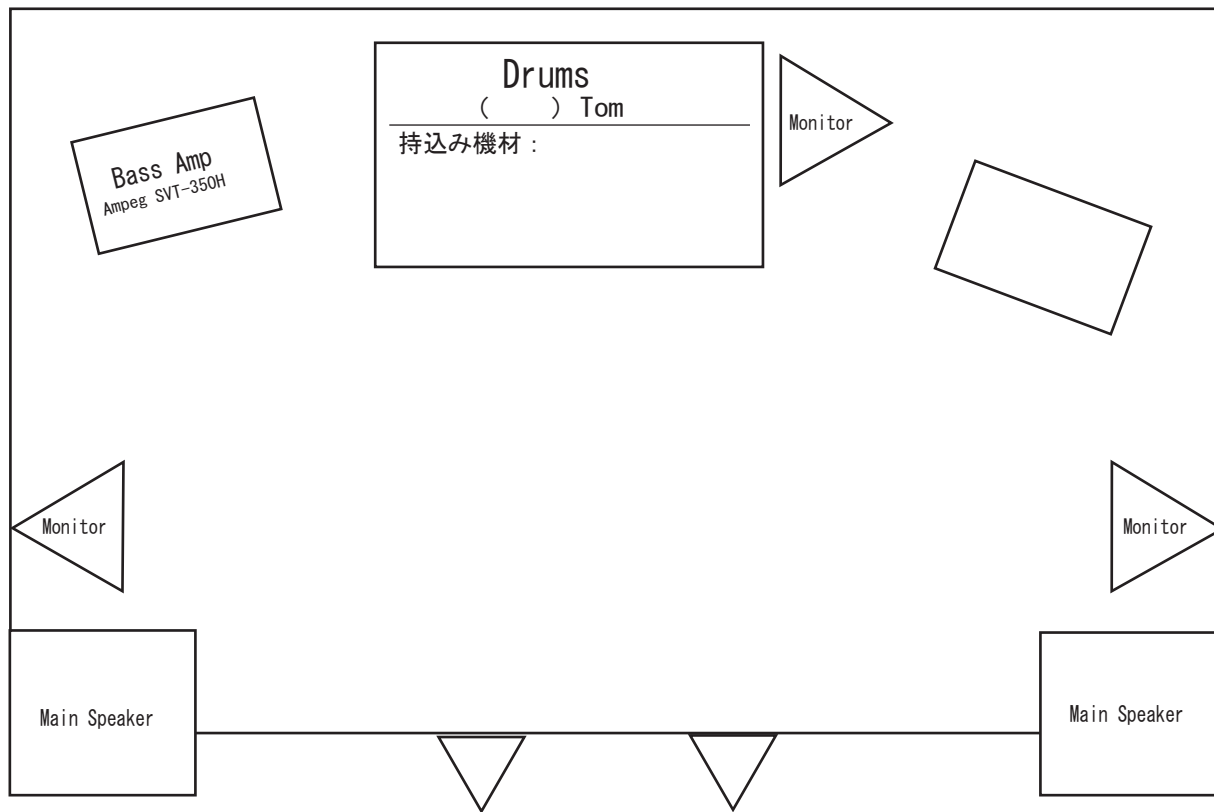 Drums
(　　) Tom
持込み機材：
Monitor
Bass Amp
Ampeg SVT-350H
Monitor
Monitor
Main Speaker
Main Speaker